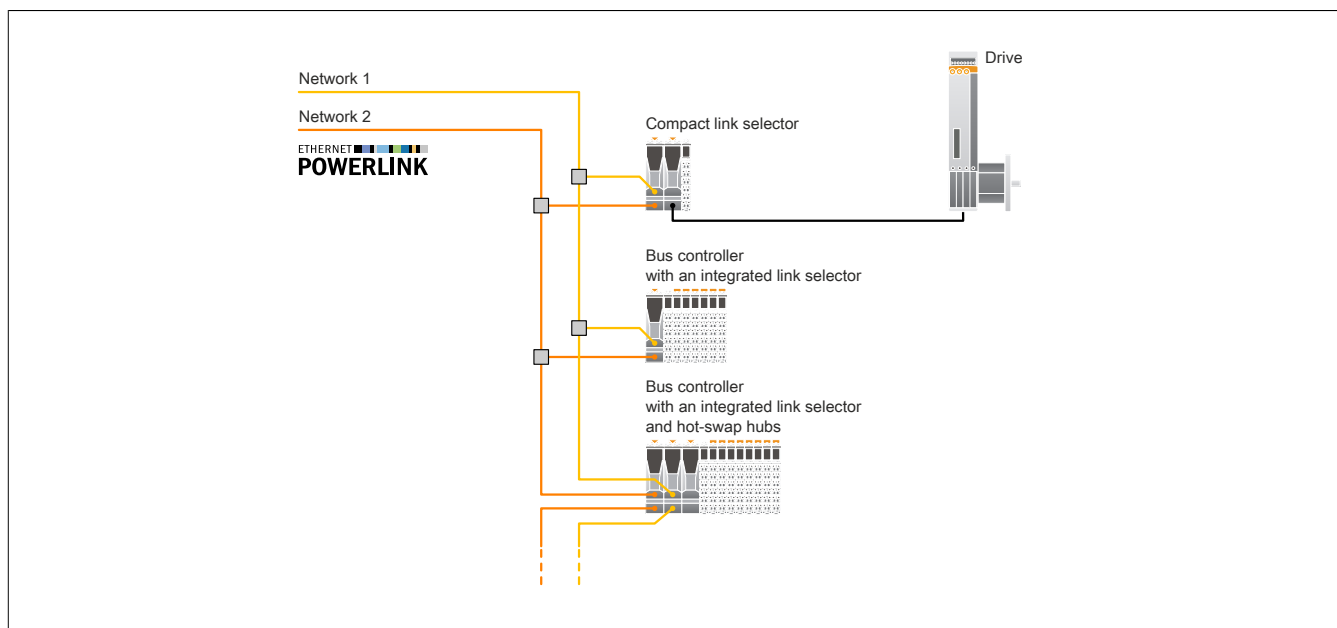 Network 1
Network 2
ETHERNET
POWERLINK
Drive
Compact link selector
Bus controller
with an integrated link selector
Bus controller
with an integrated link selector
and hot-swap hubs